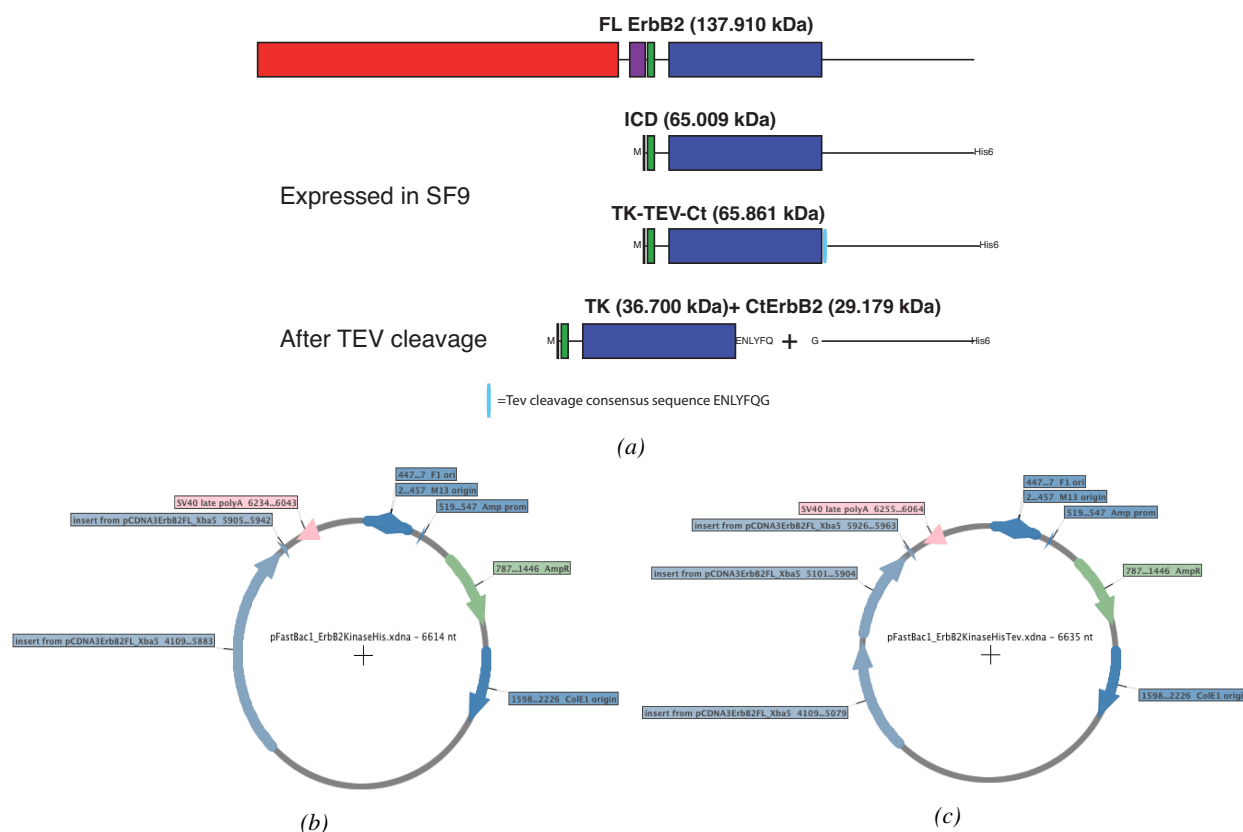 FL ErbB2 (137.910 kDa)
ICD (65.009 kDa)
M
His6
Expressed in SF9
TK-TEV-Ct (65.861 kDa)
M
His6
TK (36.700 kDa)+ CtErbB2 (29.179 kDa)
After TEV cleavage
M
ENLYFQ + G
His6
=Tev cleavage consensus sequence ENLYFQG
(a)
447...7 F1 ori
2...457 M13 origin
SV40 late polyA 6234...6043
519...547 Amp prom
insert from pCDNA3ErbB2FL_Xba5 5905...5942
787...1446 AmpR
pFastBac1_ErbB2KinaseHis.xdna - 6614 nt
insert from pCDNA3ErbB2FL_Xba5 4109...5883
1598...2226 ColE1 origin
(b)
447...7 F1 ori
2...457 M13 origin
SV40 late polyA 6255...6064
519...547 Amp prom
insert from pCDNA3ErbB2FL_Xba5 5926...5963
insert from pCDNA3ErbB2FL_Xba5 5101...5904
787...1446 AmpR
pFastBac1_ErbB2KinaseHisTev.xdna - 6635 nt
1598...2226 ColE1 origin
insert from pCDNA3ErbB2FL_Xba5 4109...5079
(c)